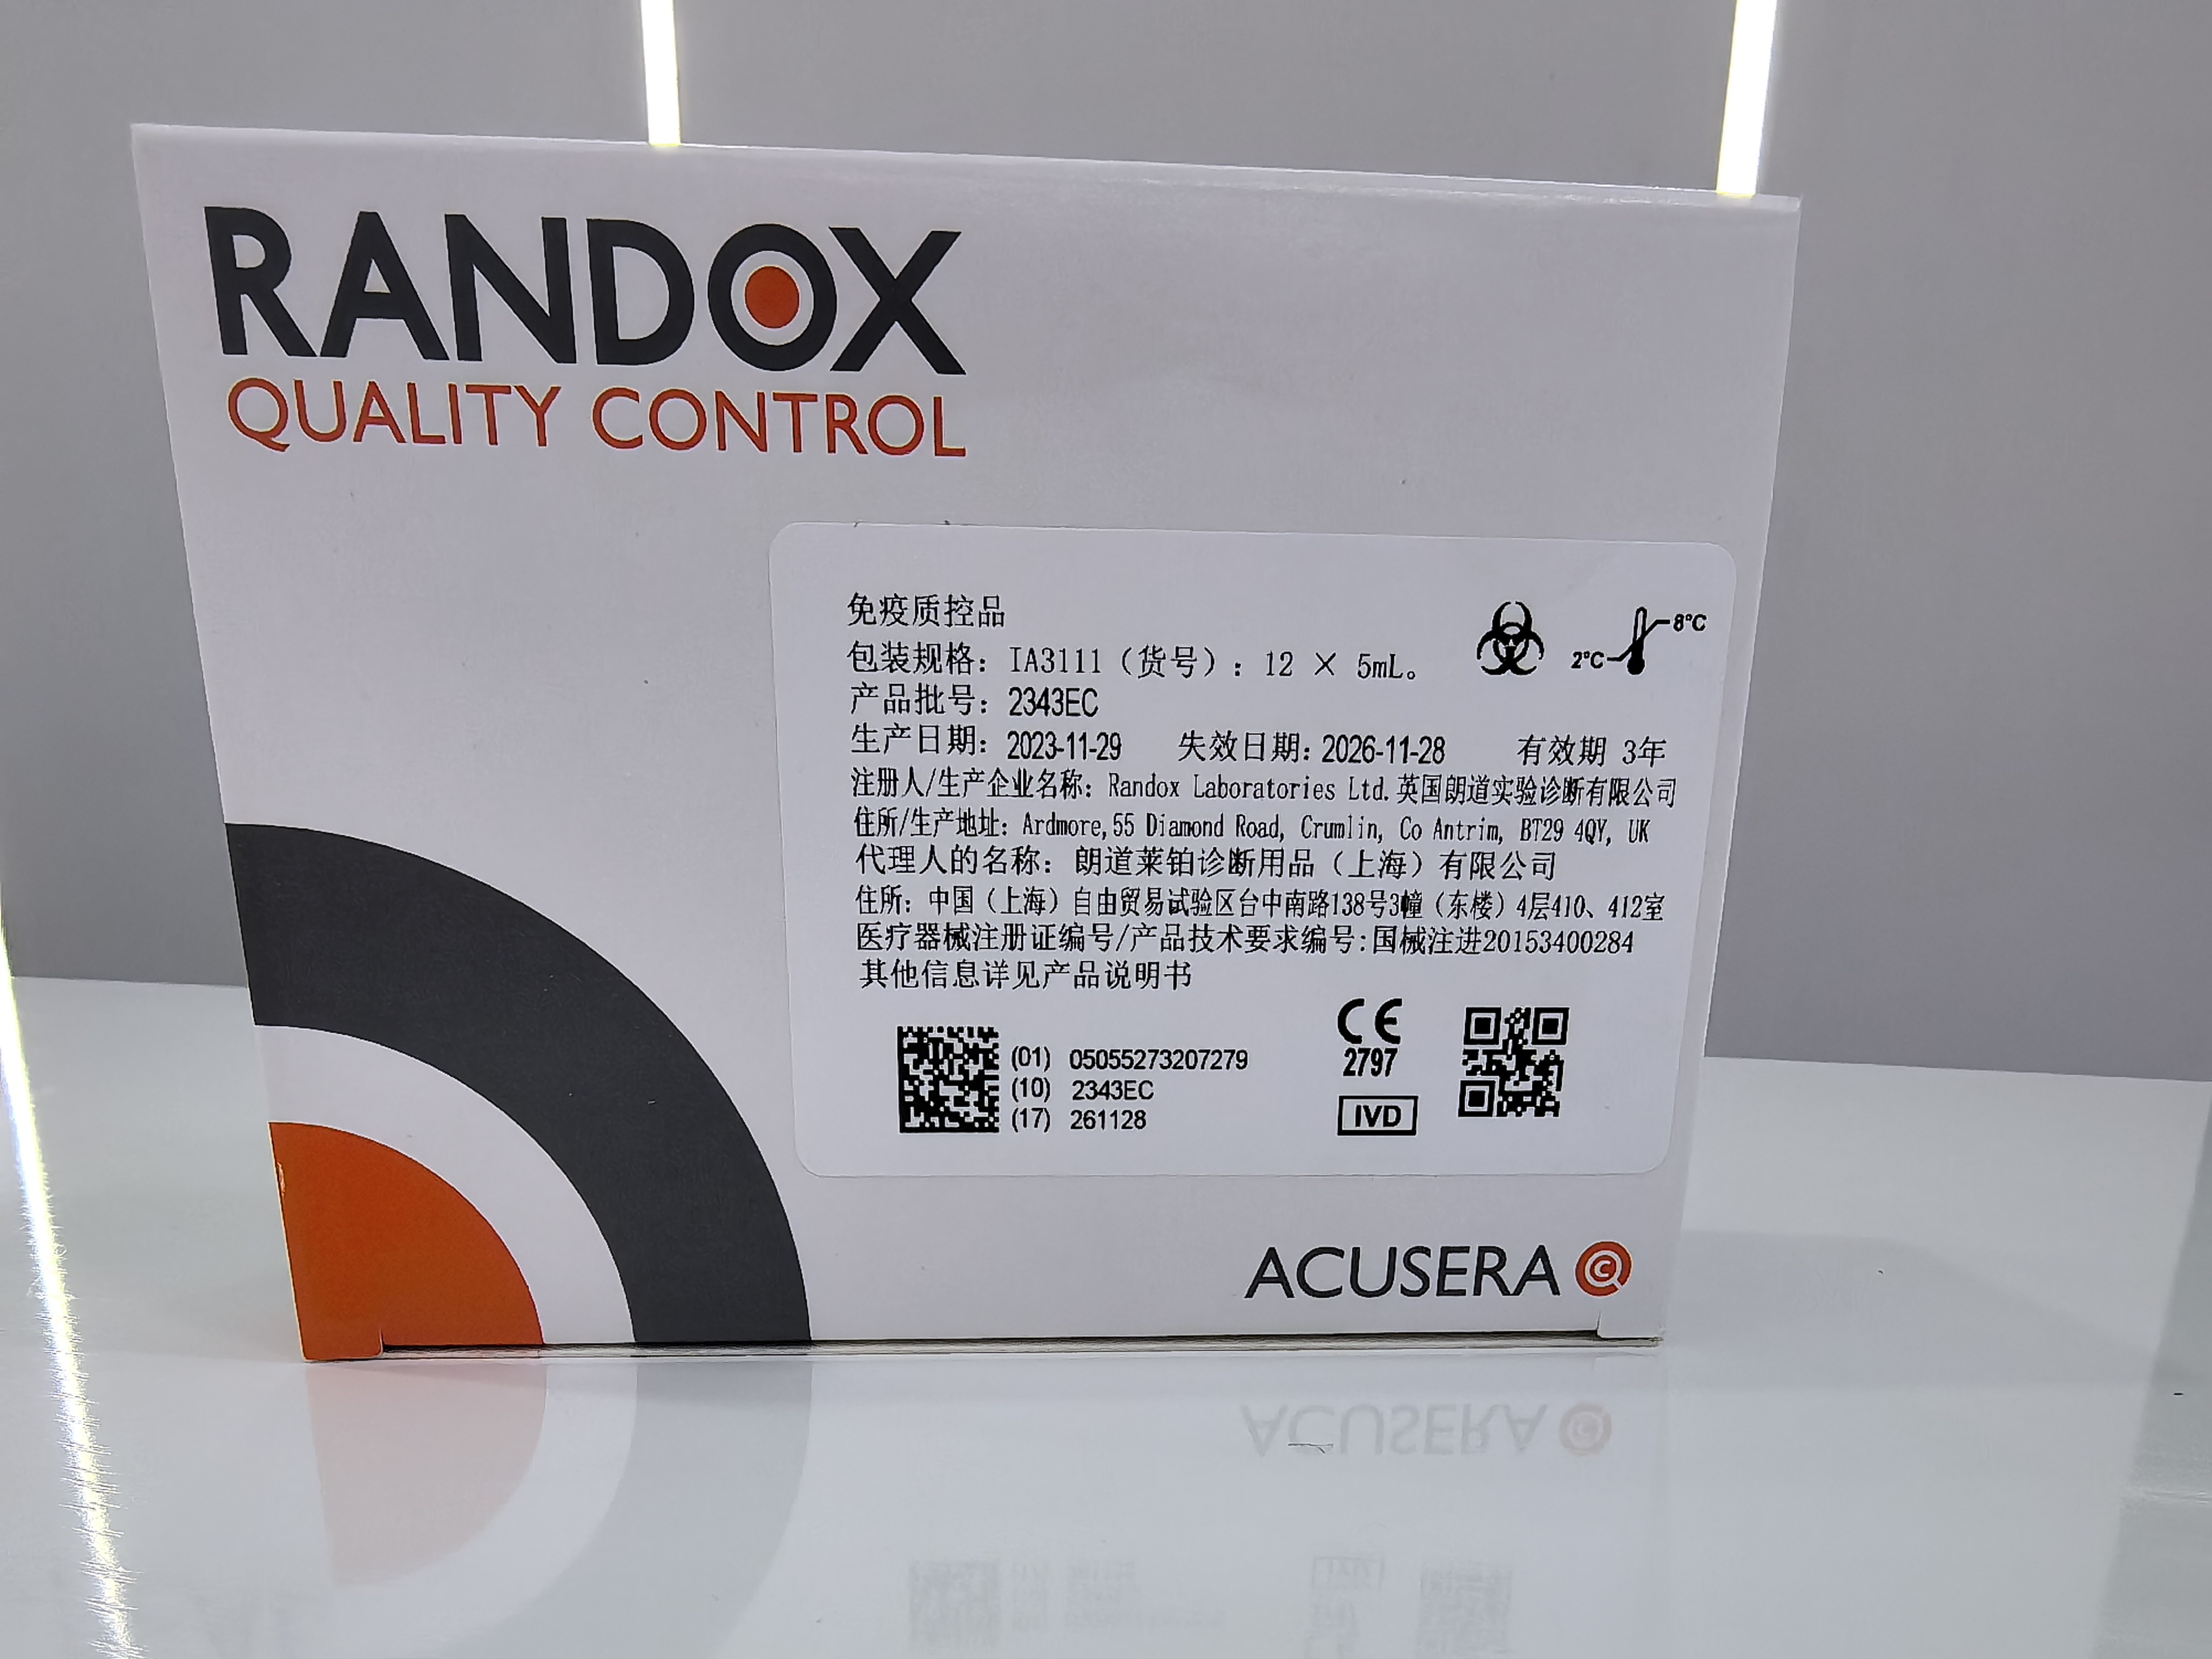 RANDOX
QUALITY CONTROL
免疫质控品
包装规格：IA3111（货号）：12 × 5mL。
8°C
2°C
产品批号：2343EC
生产日期：2023-11-29 失效日期：2026-11-28 有效期 3年
注册人/生产企业名称：Randox Laboratories Ltd.英国朗道实验诊断有限公司
住所/生产地址：Ardmore,55 Diamond Road, Crumlin, Co Antrim, BT29 4QY, UK
代理人的名称：朗道莱铂诊断用品（上海）有限公司
住所：中国（上海）自由贸易试验区台中南路138号3幢（东楼）4层410、412室
医疗器械注册证编号/产品技术要求编号:国械注进20153400284
其他信息详见产品说明书
(01) 05055273207279
(10) 2343EC
(17) 261128
CE
2797
IVD
ACUSERA